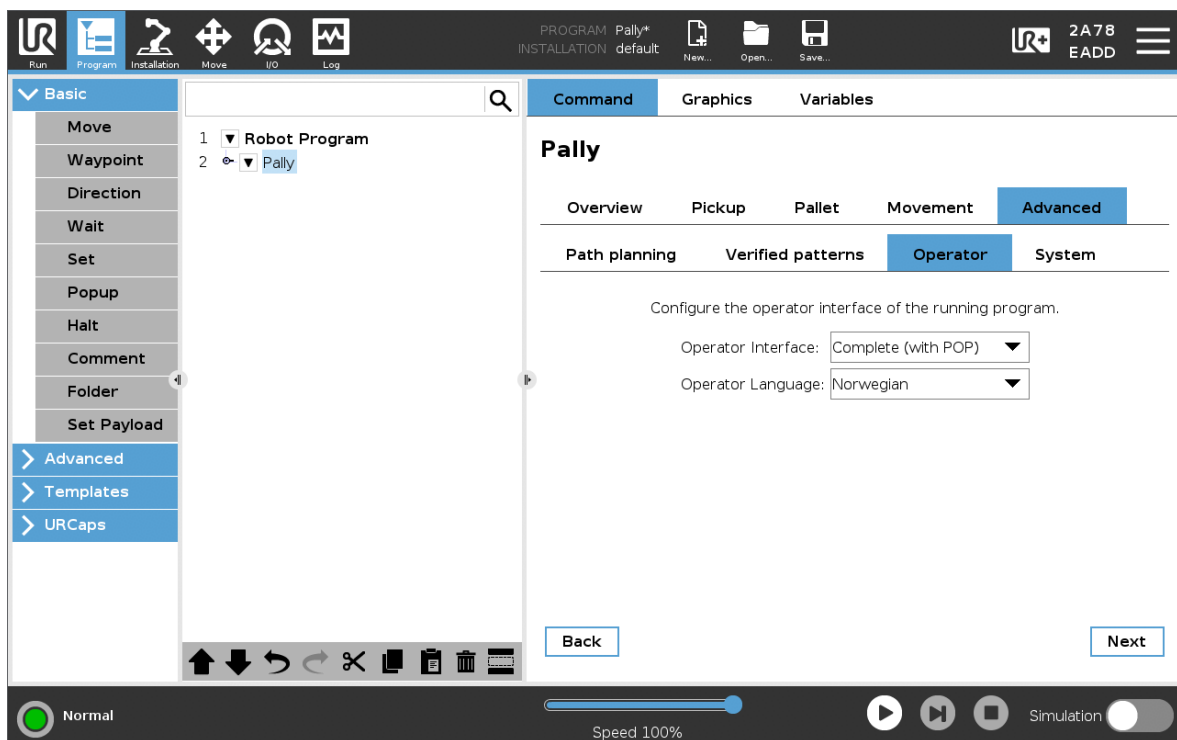 UR
Run
Program
Installation
Move
I/O
Log
PROGRAM Pally*
INSTALLATION default
New...
Open...
Save...
UR+
2A78
EADD
Basic
Move
Waypoint
Direction
Wait
Set
Popup
Halt
Comment
Folder
Set Payload
Advanced
Templates
URCaps
1 Robot Program
2 Pally
Command Graphics Variables
Pally
Overview Pickup Pallet Movement Advanced
Path planning Verified patterns Operator System
Configure the operator interface of the running program.
Operator Interface: Complete (with POP)
Operator Language: Norwegian
Back
Next
Normal
Speed 100%
Simulation